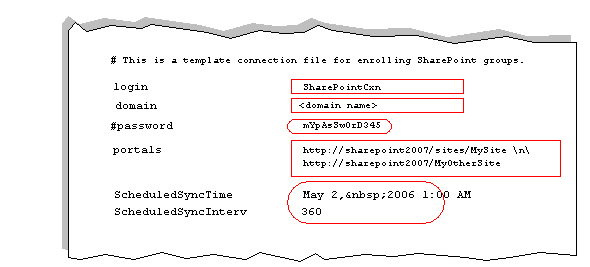 # This is a template connection file for enrolling SharePoint groups.
login SharePointCxn
domain <domain name>
#password mYpAsSw0rD345
portals http://sharepoint2007/sites/MySite \n\
http://sharepoint2007/MyOtherSite
ScheduledSyncTime May 2,&nbsp;2006 1:00 AM
ScheduledSyncInterv 360